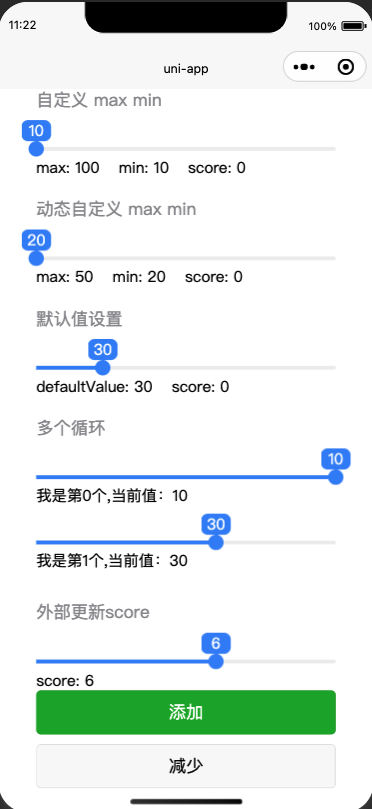 11:22
100%
uni-app
自定义 max min
10
max: 100 min: 10 score: 0
动态自定义 max min
20
max: 50 min: 20 score: 0
默认值设置
30
defaultValue: 30 score: 0
多个循环
10
我是第0个,当前值：10
30
我是第1个,当前值：30
外部更新score
6
score: 6
添加
减少